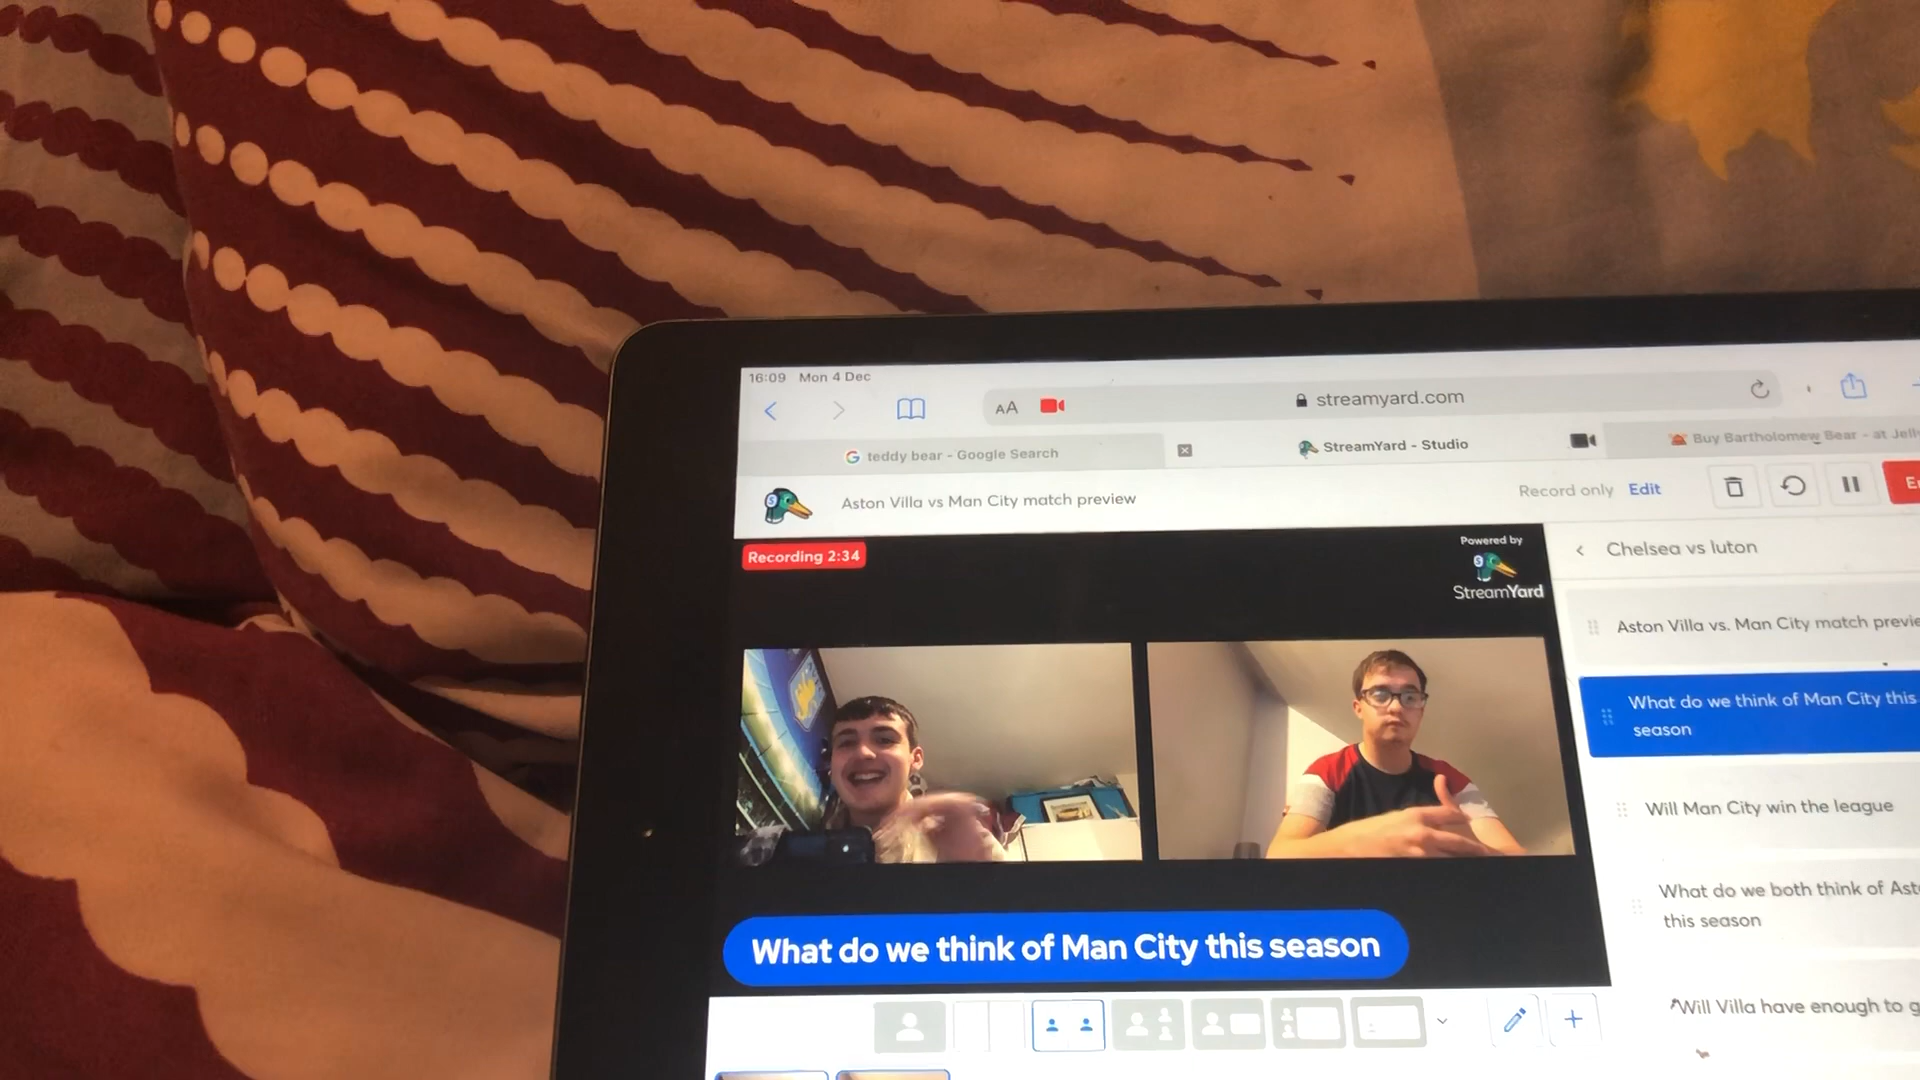 16:09 Mon 4 Dec
AA
streamyard.com
teddy bear - Google Search
StreamYard - Studio
Buy Bartholomew Bear - at Jelly
Aston Villa vs Man City match preview
Record only
Edit
Recording 2:34
Powered by
StreamYard
Chelsea vs luton
Aston Villa vs. Man City match previe
What do we think of Man City this
season
Will Man City win the league
What do we both think of Ast
this season
Will Villa have enough to g
What do we think of Man City this season